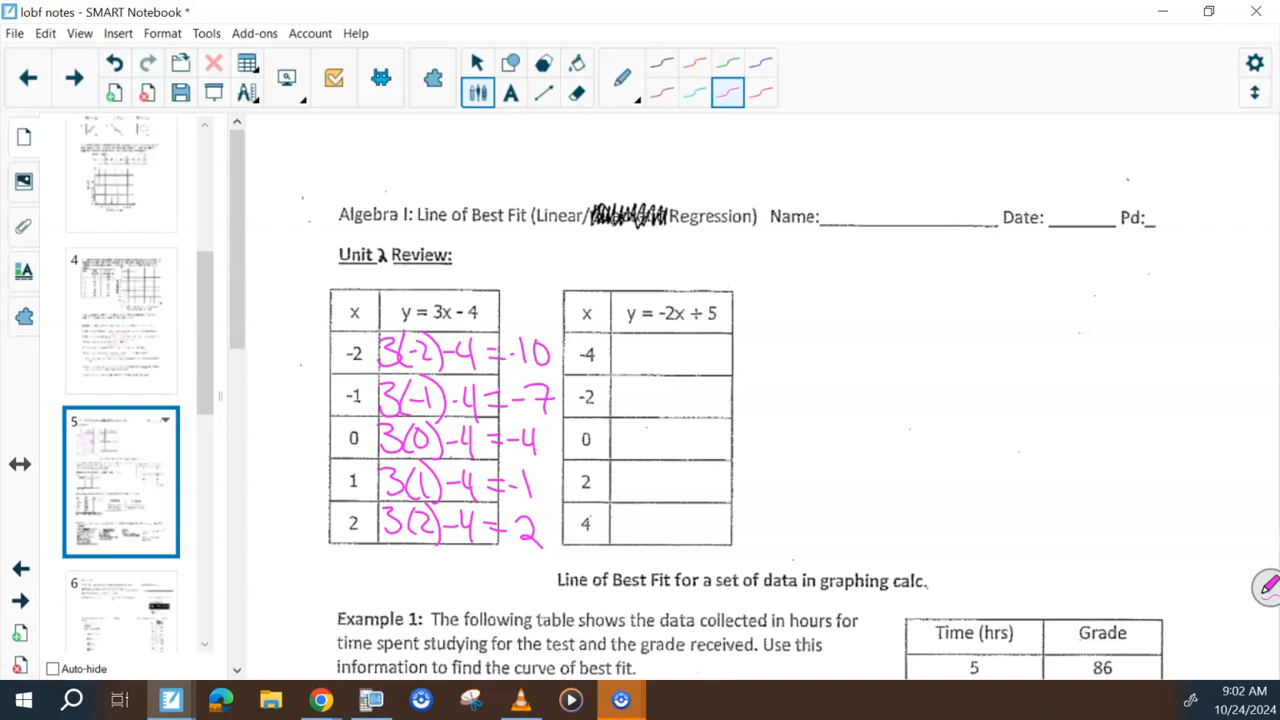 lobf notes - SMART Notebook *
File Edit View Insert Format Tools Add-ons Account Help
4
5
6
Auto-hide
Algebra I: Line of Best Fit (Linear/ Regression) Name: Date: Pd:
Unit 2 Review:
x y = 3x - 4
-2 3(-2)-4 = -10
-1 3(-1)-4 = -7
0 3(0)-4 = -4
1 3(1)-4 = -1
2 3(2)-4 = 2
x y = -2x + 5
-4
-2
0
2
4
Line of Best Fit for a set of data in graphing calc.
Example 1: The following table shows the data collected in hours for
time spent studying for the test and the grade received. Use this
information to find the curve of best fit.
Time (hrs) Grade
5 86
9:02 AM
10/24/2024